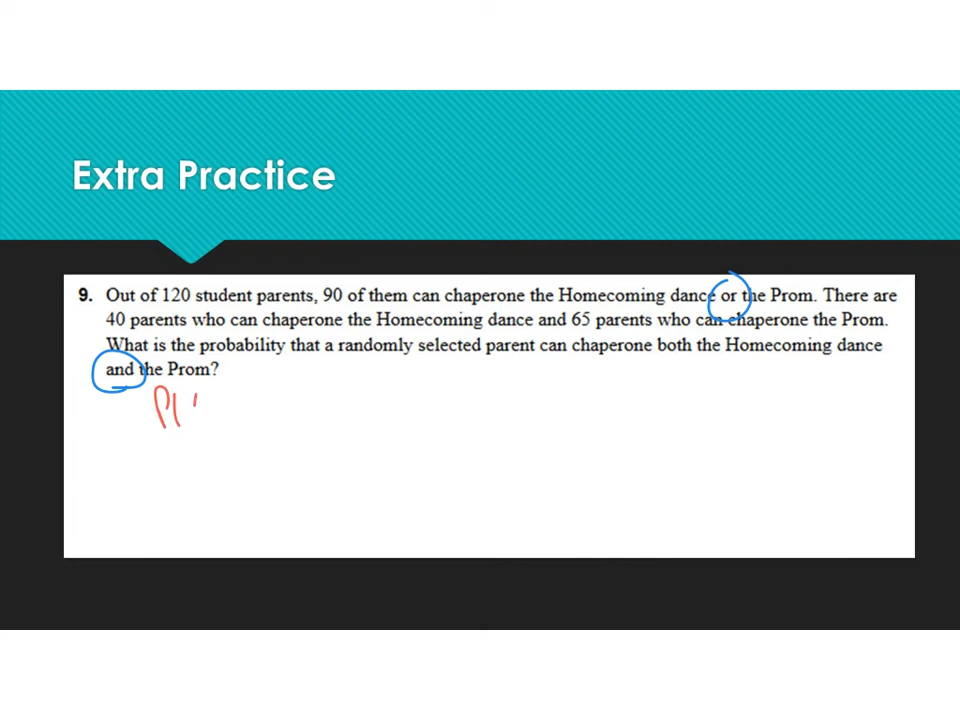 Extra Practice
9. Out of 120 student parents, 90 of them can chaperone the Homecoming dance or the Prom. There are
40 parents who can chaperone the Homecoming dance and 65 parents who can chaperone the Prom.
What is the probability that a randomly selected parent can chaperone both the Homecoming dance
and the Prom?
P(